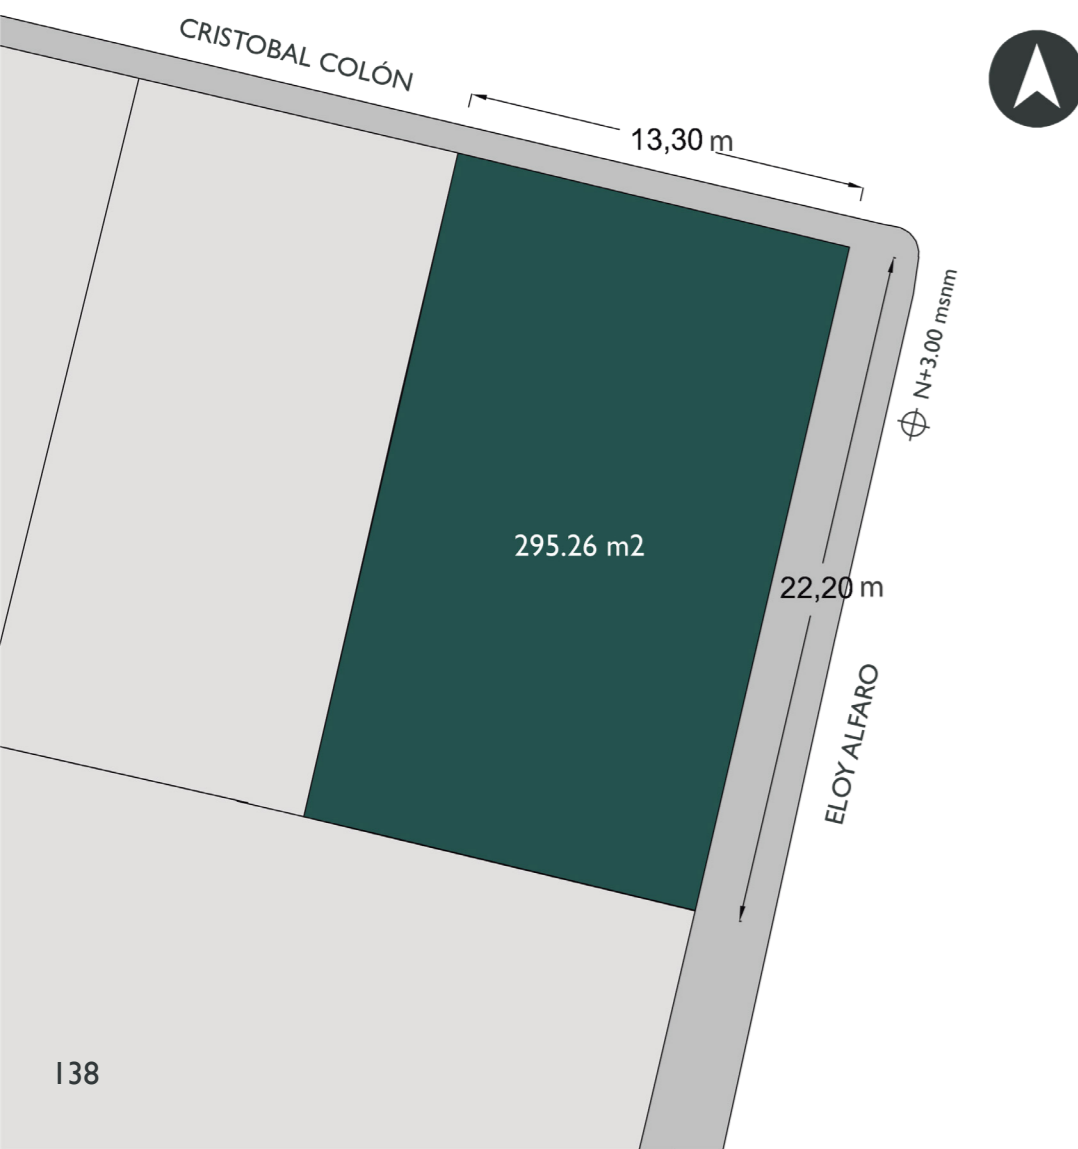 CRISTOBAL COLÓN
13,30 m
N+3.00 msnm
295.26 m2
22,20 m
ELOY ALFARO
138